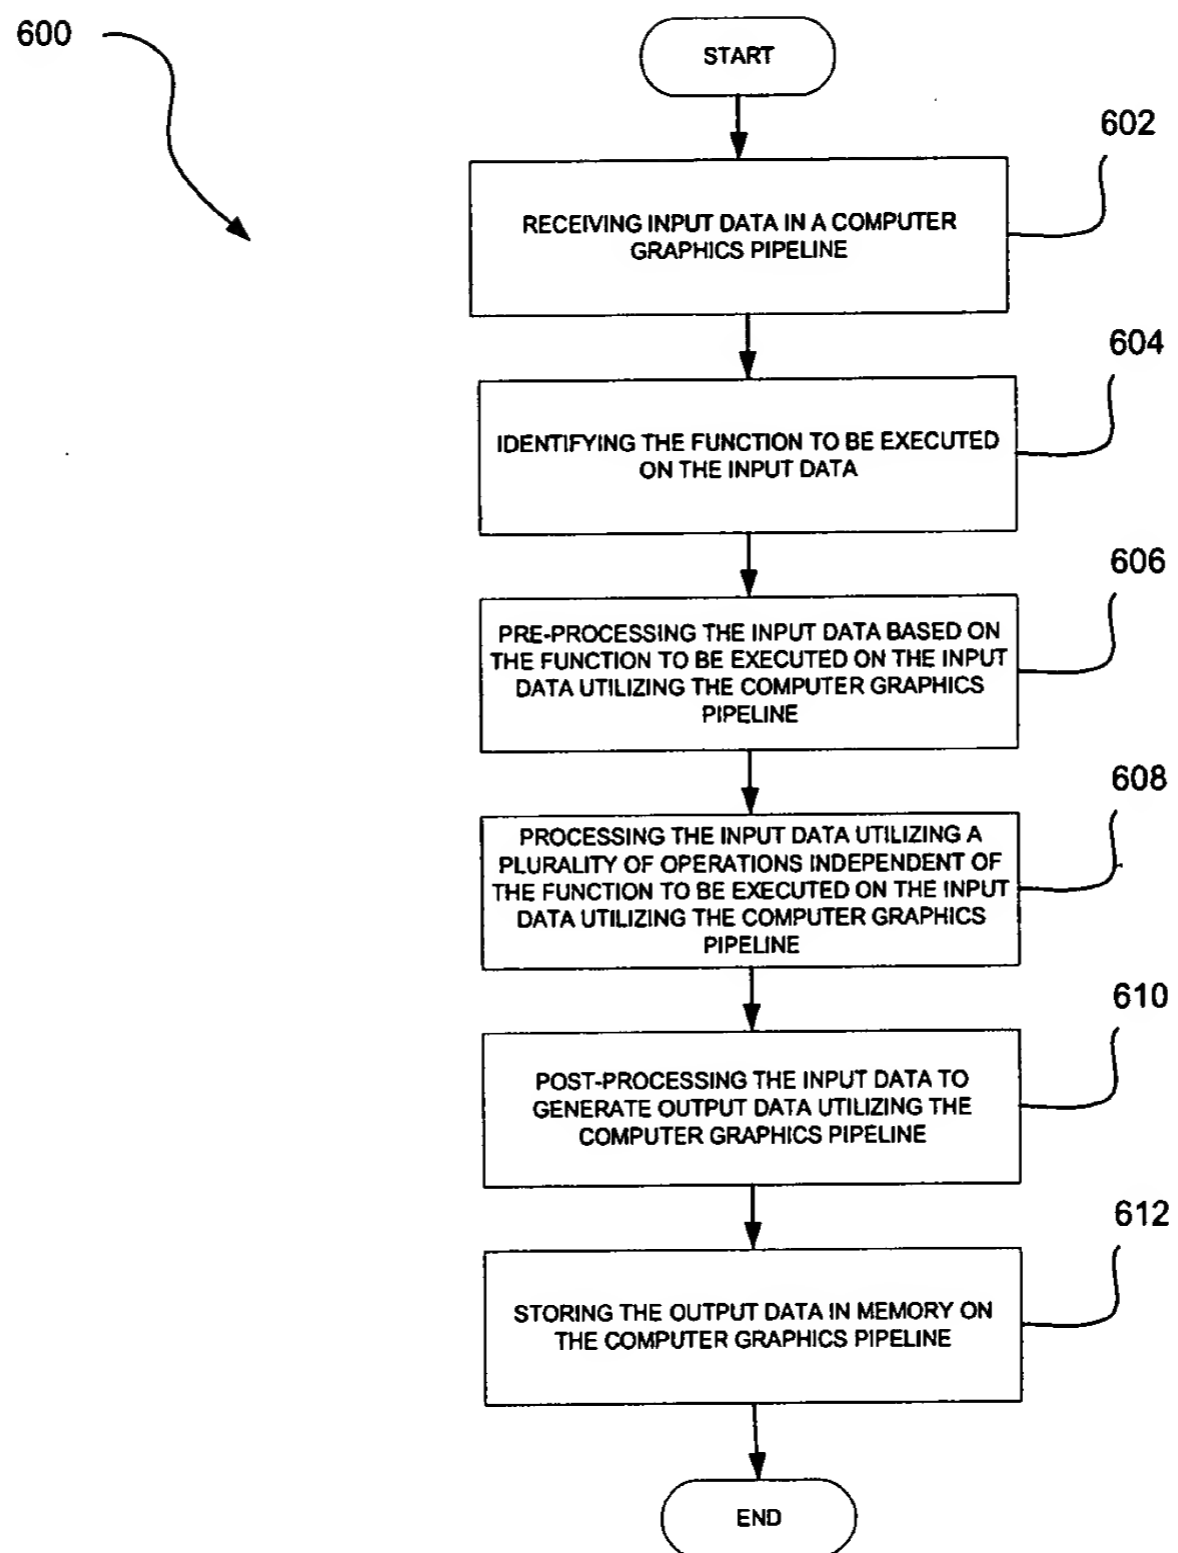 600
START
602
RECEIVING INPUT DATA IN A COMPUTER
GRAPHICS PIPELINE
604
IDENTIFYING THE FUNCTION TO BE EXECUTED
ON THE INPUT DATA
606
PRE-PROCESSING THE INPUT DATA BASED ON
THE FUNCTION TO BE EXECUTED ON THE INPUT
DATA UTILIZING THE COMPUTER GRAPHICS
PIPELINE
608
PROCESSING THE INPUT DATA UTILIZING A
PLURALITY OF OPERATIONS INDEPENDENT OF
THE FUNCTION TO BE EXECUTED ON THE INPUT
DATA UTILIZING THE COMPUTER GRAPHICS
PIPELINE
610
POST-PROCESSING THE INPUT DATA TO
GENERATE OUTPUT DATA UTILIZING THE
COMPUTER GRAPHICS PIPELINE
612
STORING THE OUTPUT DATA IN MEMORY ON
THE COMPUTER GRAPHICS PIPELINE
END